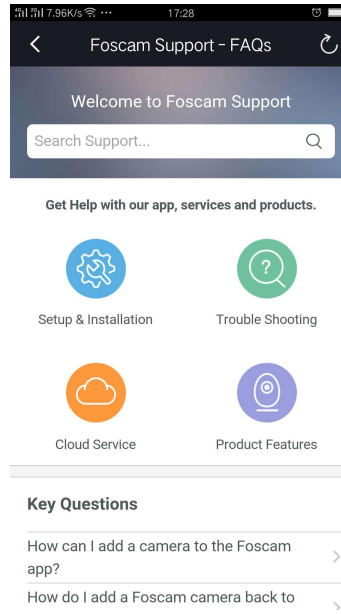 4G 2G 7.96K/s ••• 17:28
Foscam Support - FAQs
Welcome to Foscam Support
Search Support...
Get Help with our app, services and products.
Setup & Installation Trouble Shooting
Cloud Service Product Features
Key Questions
How can I add a camera to the Foscam
app?
How do I add a Foscam camera back to